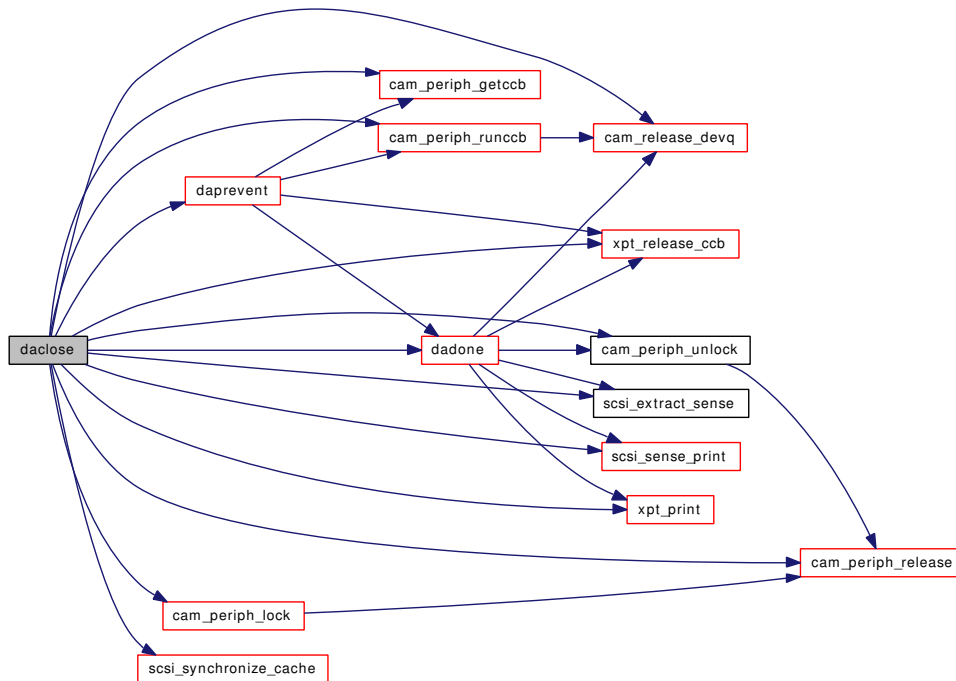 cam_periph_getccb
cam_periph_runccb
cam_release_devq
daprevent
xpt_release_ccb
daclose
dadone
cam_periph_unlock
scsi_extract_sense
scsi_sense_print
xpt_print
cam_periph_release
cam_periph_lock
scsi_synchronize_cache